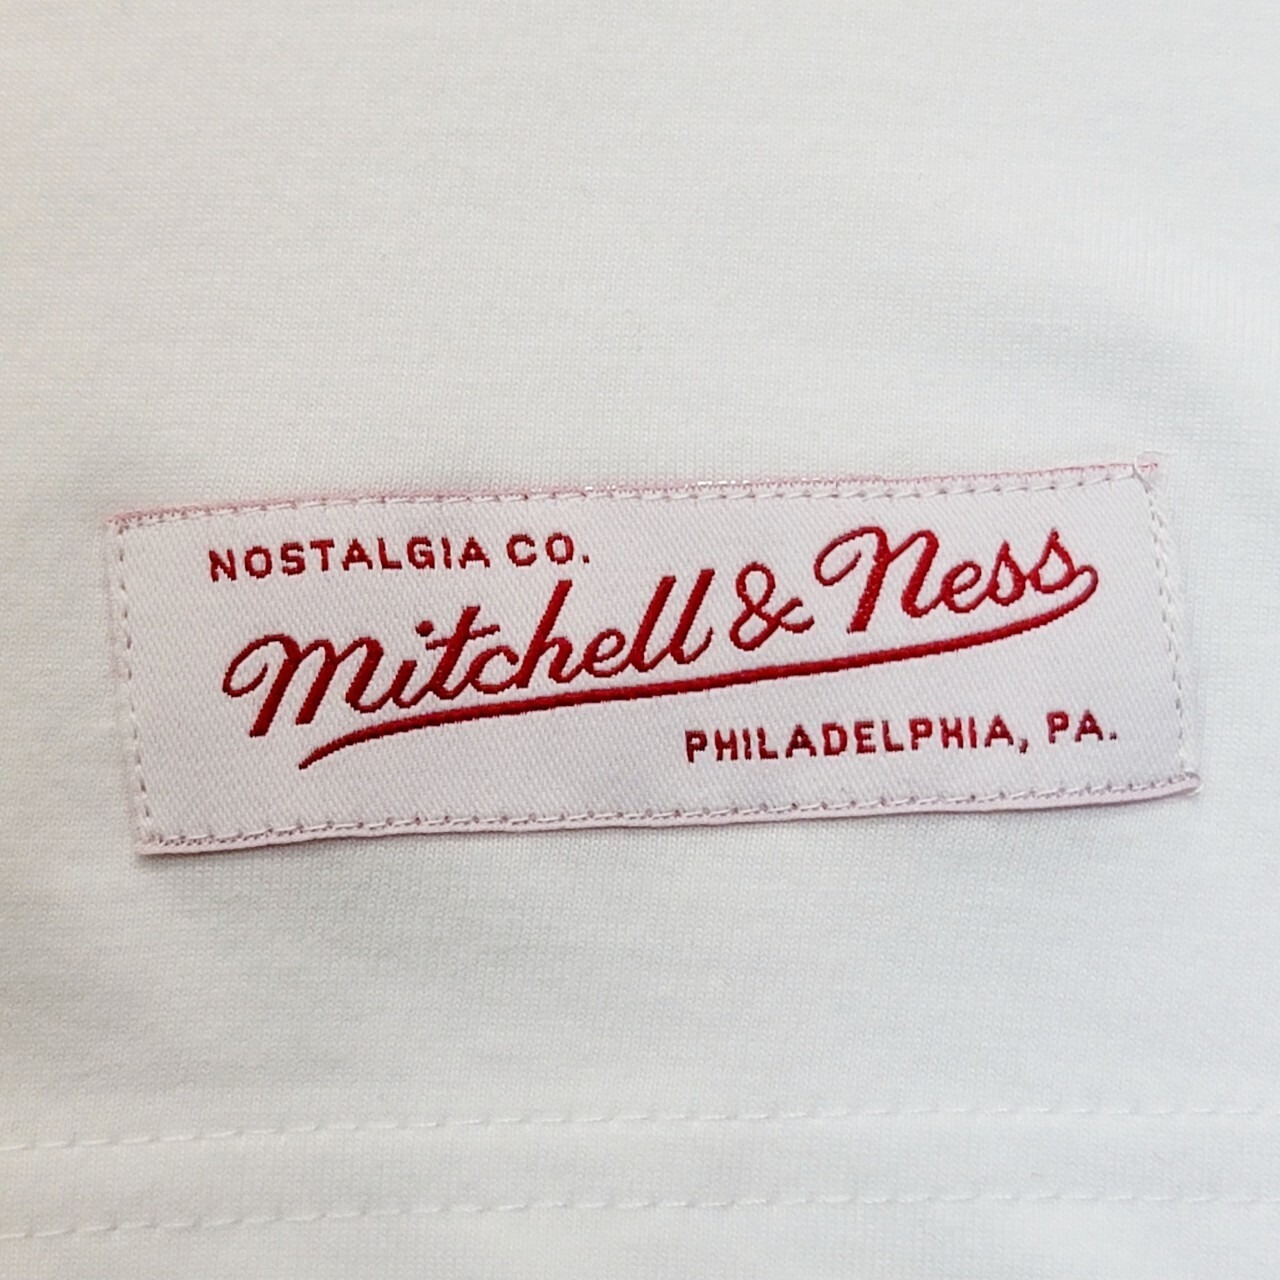 NOSTALGIA CO.
Mitchell & Ness
PHILADELPHIA, PA.